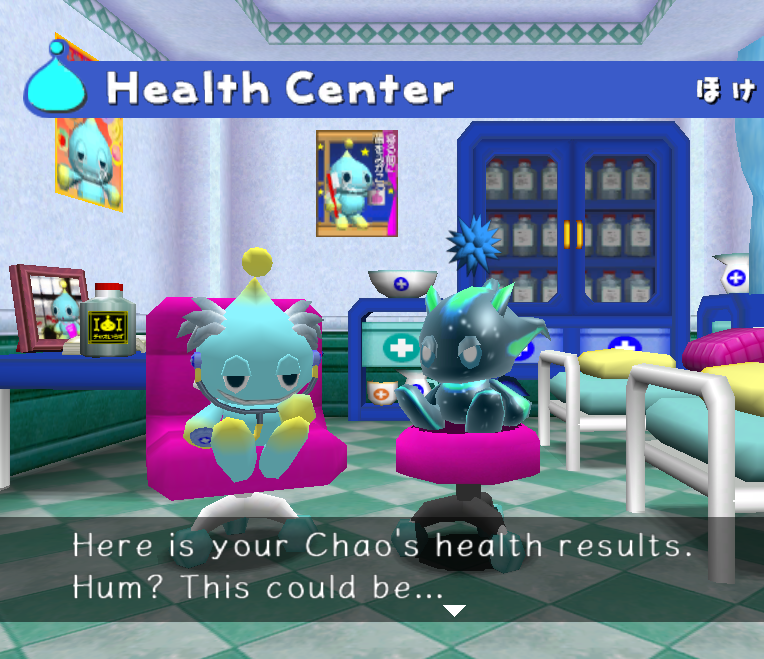 Health Center
ほけ
Here is your Chao's health results.
Hum? This could be...